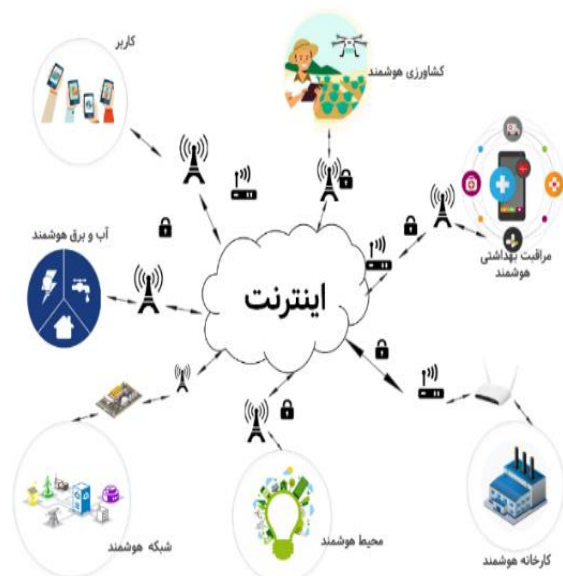 کاربر
کشاورزی هوشمند
آب و برق هوشمند
مراقبت بهداشتی
هوشمند
اینترنت
شبکه هوشمند
محیط هوشمند
کارخانه هوشمند